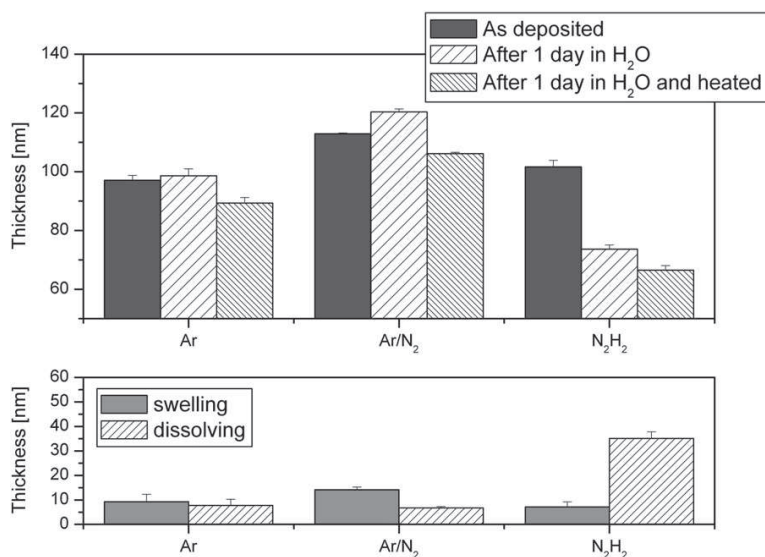 As deposited
After 1 day in H₂O
After 1 day in H₂O and heated
Thickness [nm]
140
120
100
80
60
Ar
Ar/N₂
N₂H₂
Thickness [nm]
60
50
40
30
20
10
0
swelling
dissolving
Ar
Ar/N₂
N₂H₂